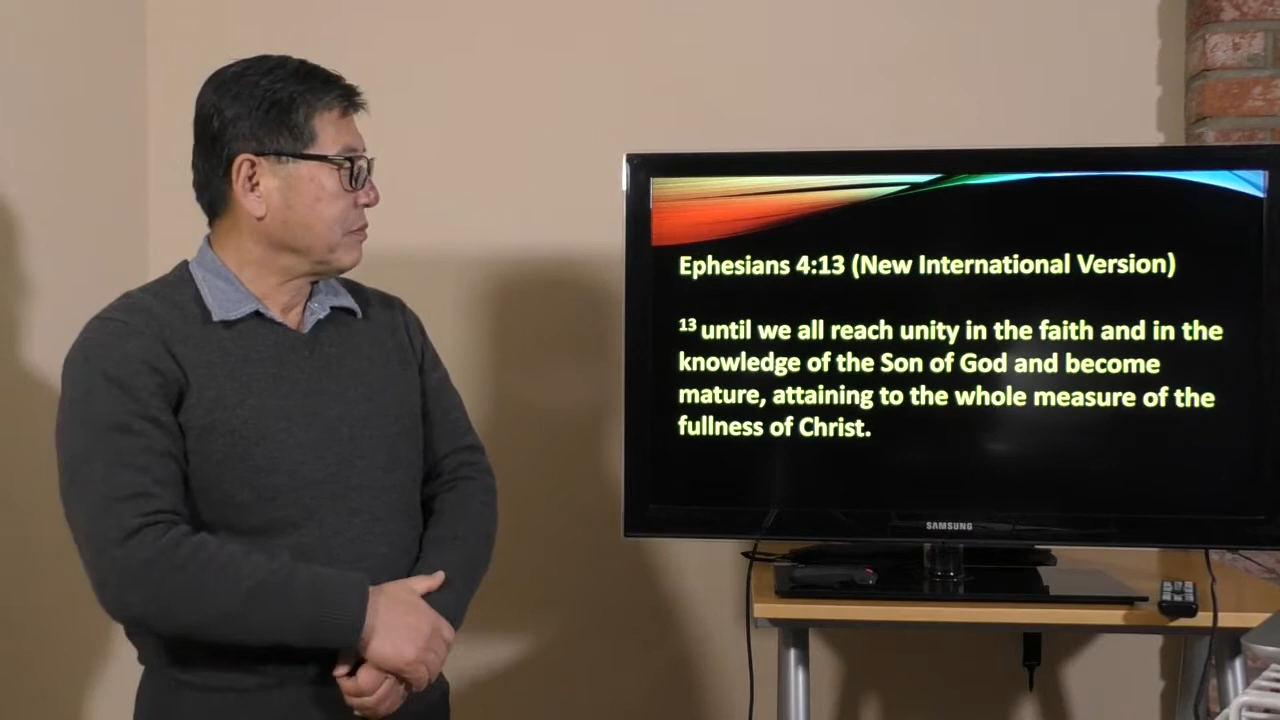 Ephesians 4:13 (New International Version)
13 until we all reach unity in the faith and in the
knowledge of the Son of God and become
mature, attaining to the whole measure of the
fullness of Christ.
SAMSUNG